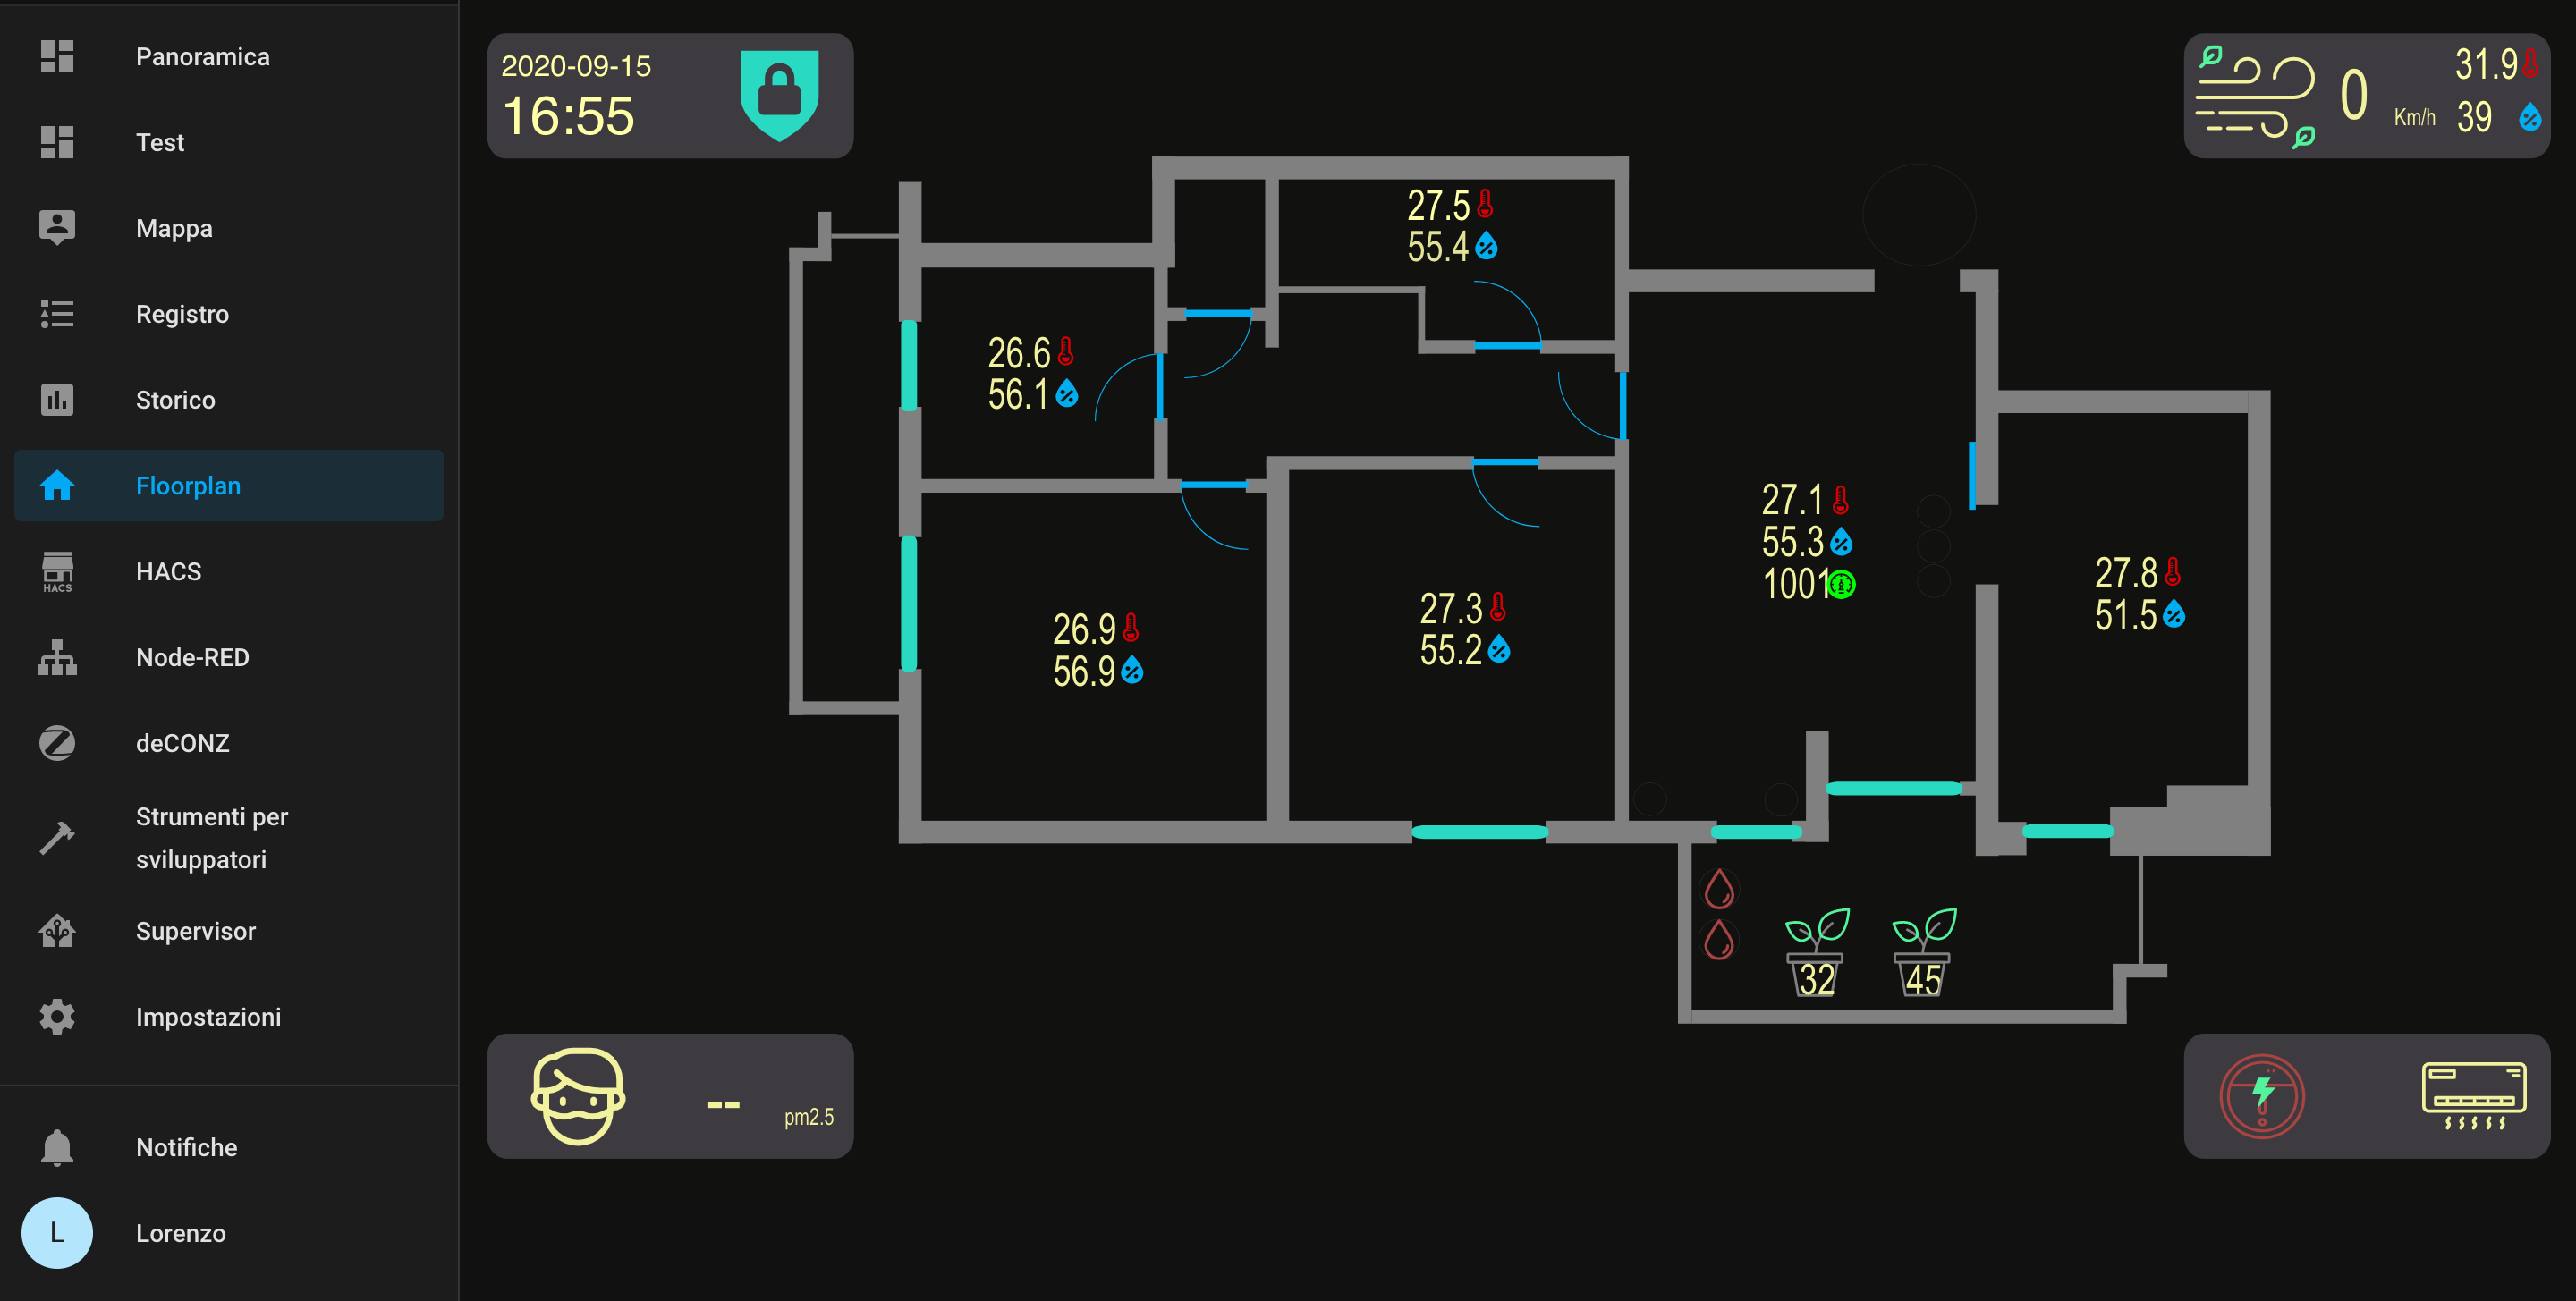 Panoramica
Test
Mappa
Registro
Storico
Floorplan
HACS
HACS
Node-RED
deCONZ
Strumenti per
sviluppatori
Supervisor
Impostazioni
Notifiche
L
Lorenzo
2020-09-15
16:55
0
Km/h
31.9
39
27.5
55.4
26.6
56.1
27.1
55.3
1001
27.8
51.5
26.9
56.9
27.3
55.2
32
45
--
pm2.5